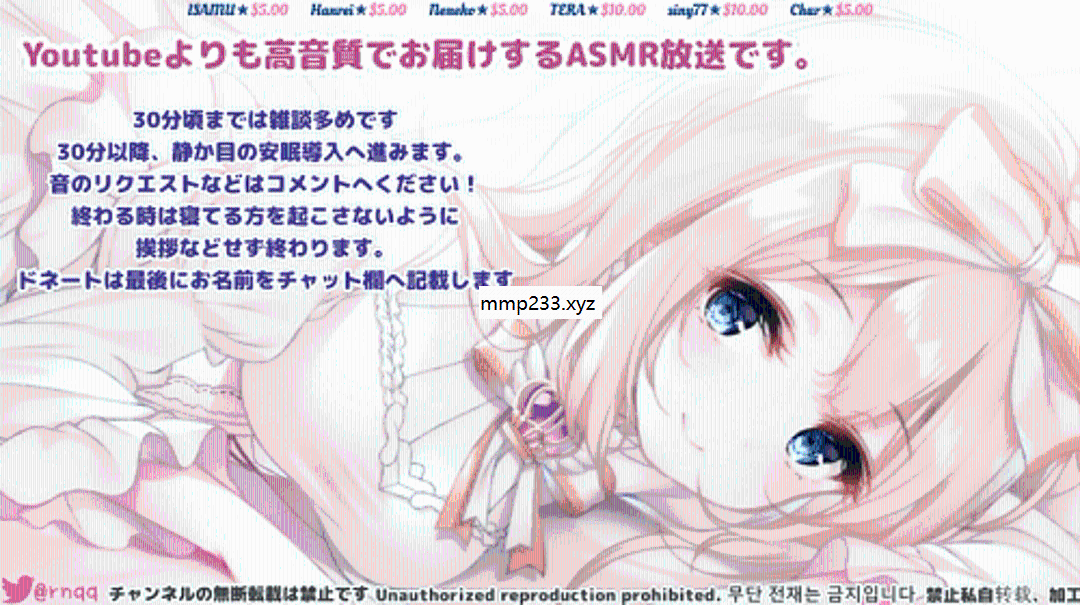 ISAMU★$5.00 Hanrei★$5.00 Nemeko★$5.00 TERA★$10.00 siny77★$10.00 Char★$5.00
Youtubeよりも高音質でお届けするASMR放送です。
30分頃までは雑談多めです
30分以降、静か目の安眠導入へ進みます。
音のリクエストなどはコメントへください！
終わる時は寝てる方を起こさないように
挨拶などせず終わります。
ドネートは最後にお名前をチャット欄へ記載します
mmp233.xyz
@rnqq チャンネルの無断転載は禁止です Unauthorized reproduction prohibited. 무단 전재는 금지입니다. 禁止私自转载、加工